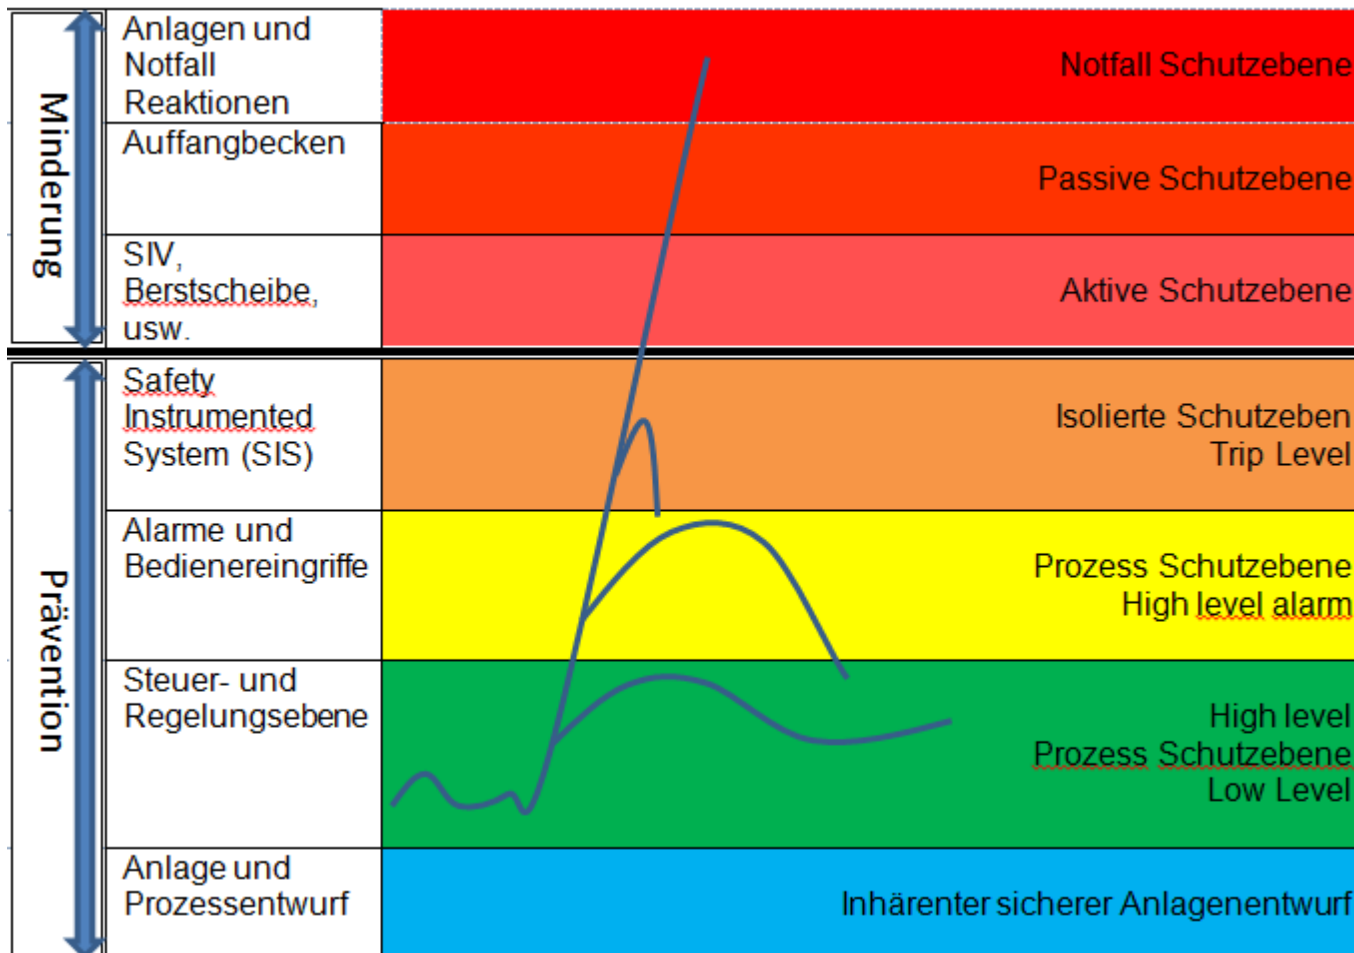 Minderung
Anlagen und
Notfall
Reaktionen
Notfall Schutzebene
Auffangbecken
Passive Schutzebene
SIV,
Berstscheibe,
usw.
Aktive Schutzebene
Prävention
Safety
Instrumented
System (SIS)
Isolierte Schutzeben
Trip Level
Alarme und
Bedienereingriffe
Prozess Schutzebene
High level alarm
Steuer- und
Regelungsebene
High level
Prozess Schutzebene
Low Level
Anlage und
Prozessentwurf
Inhärenter sicherer Anlagenentwurf